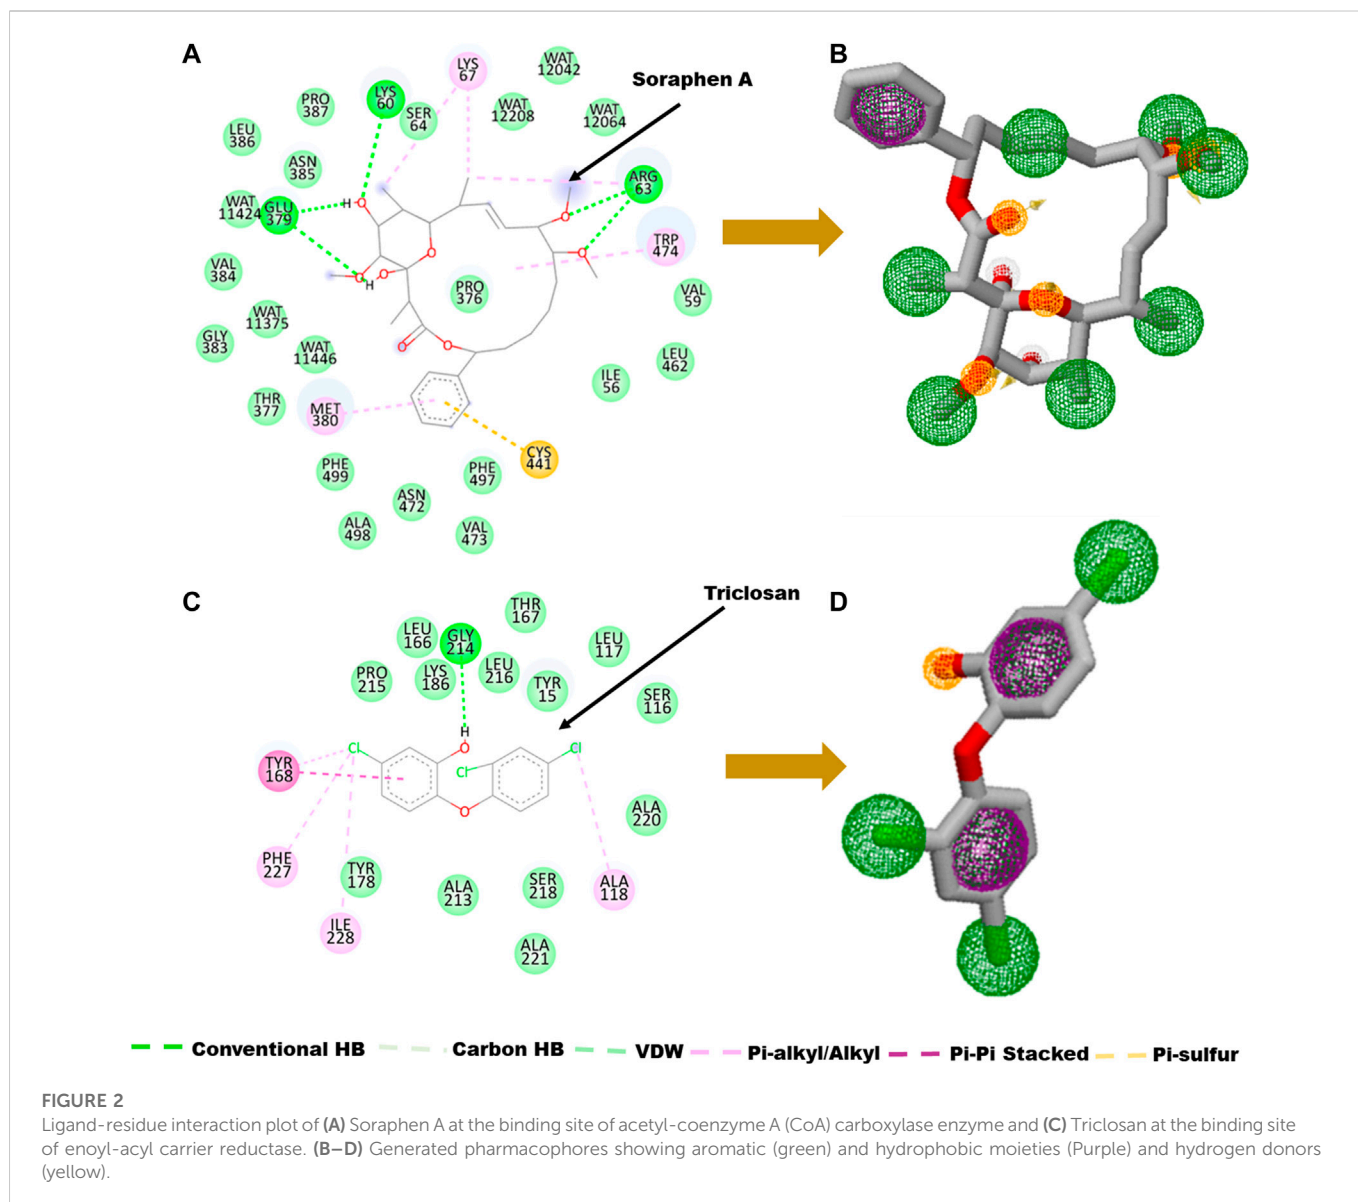 A
B
LYS
67
WAT
12042
Soraphen A
PRO
387
LYS
60
SER
64
WAT
12208
WAT
12064
LEU
386
ASN
385
ARG
63
WAT
11424
GLU
379
H
O
O
O
TRP
474
VAL
384
O
O
H
O
PRO
376
VAL
59
WAT
11375
GLY
383
WAT
11446
O
O
LEU
462
ILE
56
THR
377
MET
380
CYS
441
PHE
499
PHE
497
ASN
472
ALA
498
VAL
473
C
Triclosan
D
THR
167
LEU
166
GLY
214
LEU
117
PRO
215
LYS
186
LEU
216
TYR
15
SER
116
H
O
Cl
Cl
Cl
TYR
168
O
ALA
220
PHE
227
TYR
178
ALA
213
SER
218
ALA
118
ILE
228
ALA
221
Conventional HB Carbon HB VDW Pi-alkyl/Alkyl Pi-Pi Stacked Pi-sulfur
FIGURE 2
Ligand-residue interaction plot of (A) Soraphen A at the binding site of acetyl-coenzyme A (CoA) carboxylase enzyme and (C) Triclosan at the binding site
of enoyl-acyl carrier reductase. (B–D) Generated pharmacophores showing aromatic (green) and hydrophobic moieties (Purple) and hydrogen donors
(yellow).